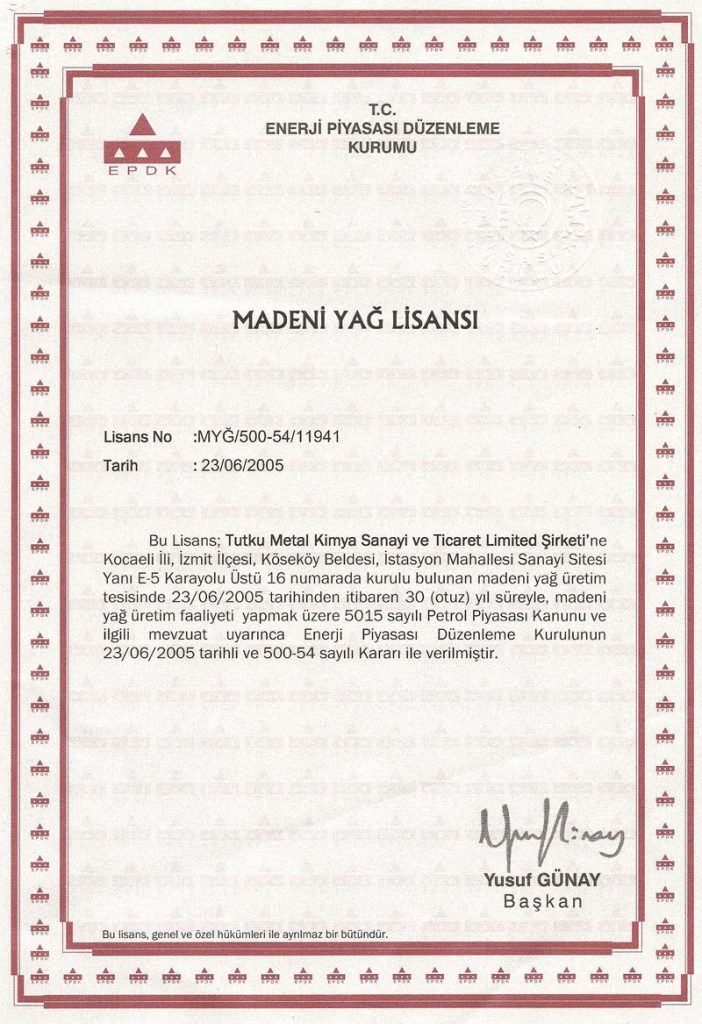 T.C.
ENERJİ PİYASASI DÜZENLEME
KURUMU
EPDK
MADENİ YAĞ LİSANSI
Lisans No :MYĞ/500-54/11941
Tarih : 23/06/2005
Bu Lisans; Tutku Metal Kimya Sanayi ve Ticaret Limited Şirketi'ne
Kocaeli İli, İzmit İlçesi, Köseköy Beldesi, İstasyon Mahallesi Sanayi Sitesi
Yanı E-5 Karayolu Üstü 16 numarada kurulu bulunan madeni yağ üretim
tesisinde 23/06/2005 tarihinden itibaren 30 (otuz) yıl süreyle, madeni
yağ üretim faaliyeti yapmak üzere 5015 sayılı Petrol Piyasası Kanunu ve
ilgili mevzuat uyarınca Enerji Piyasası Düzenleme Kurulunun
23/06/2005 tarihli ve 500-54 sayılı Kararı ile verilmiştir.
Yusuf GÜNAY
Başkan
Bu lisans, genel ve özel hükümleri ile ayrılmaz bir bütündür.